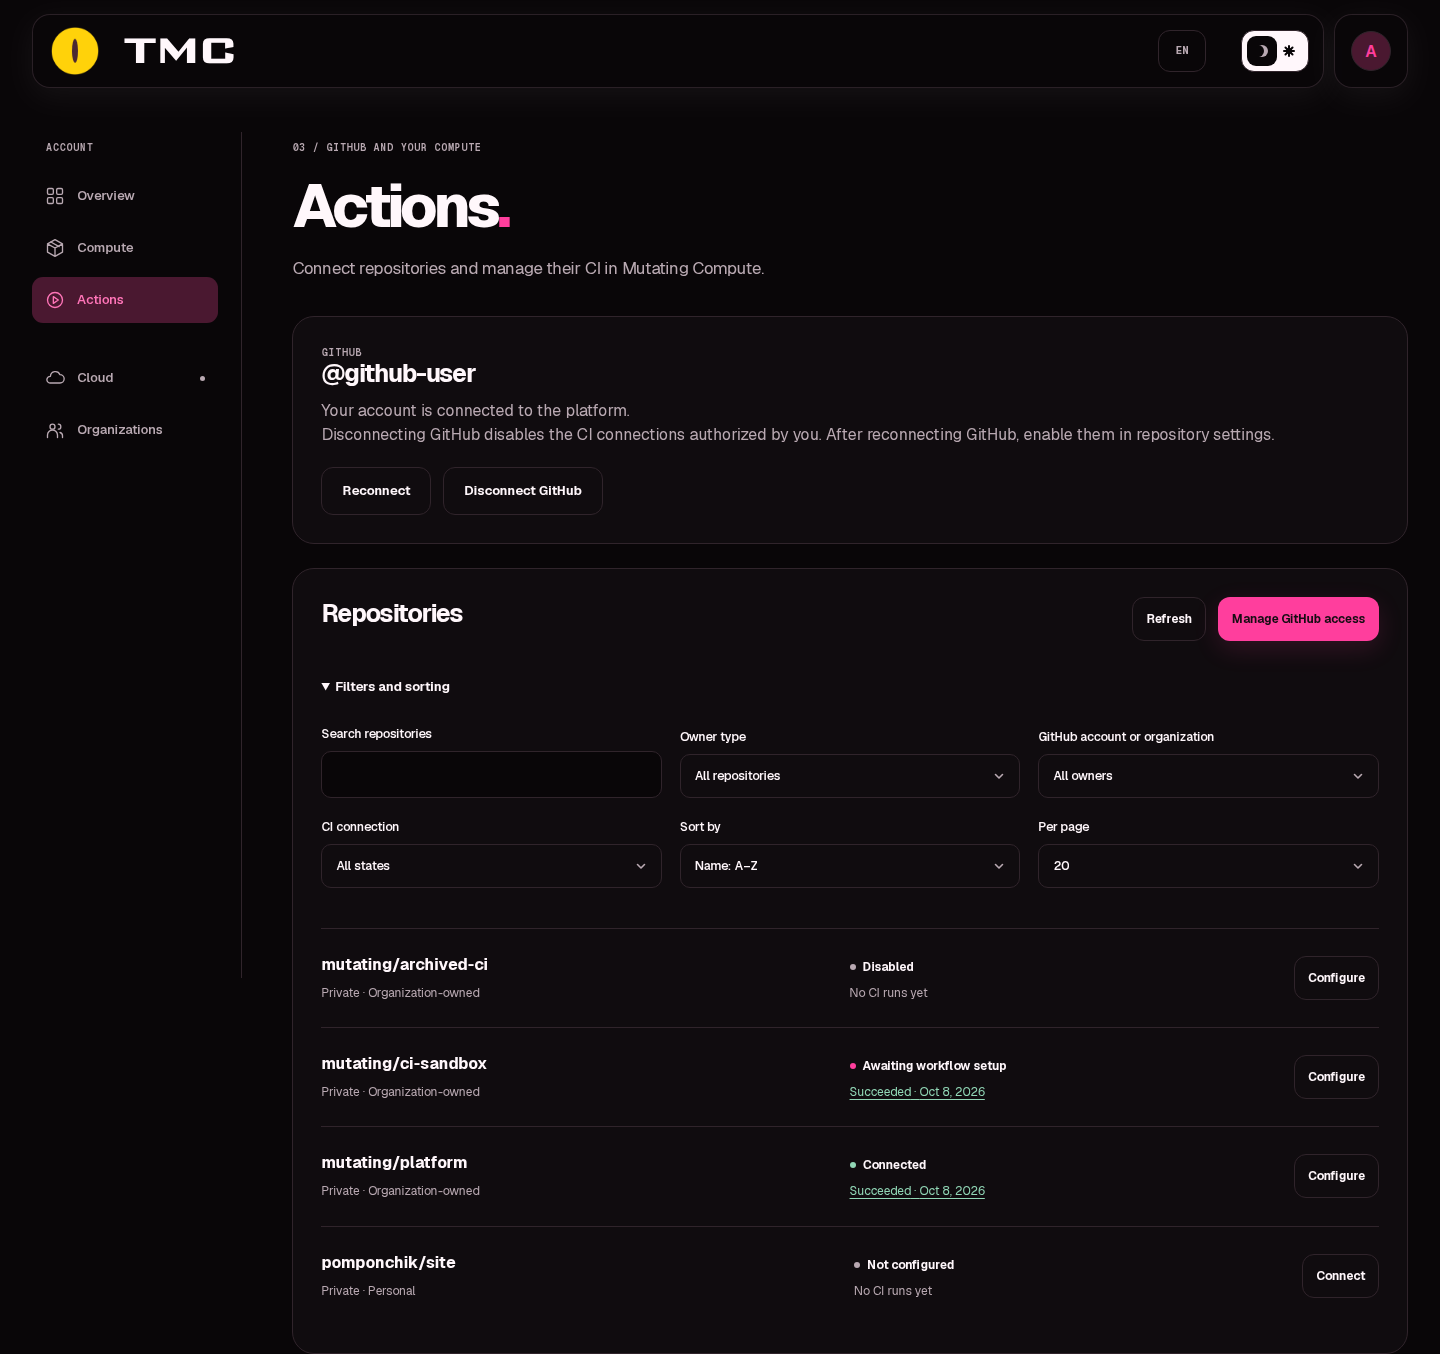 TMC
EN
A
ACCOUNT
Overview
Compute
Actions
Cloud
Organizations
03 / GITHUB AND YOUR COMPUTE
Actions.
Connect repositories and manage their CI in Mutating Compute.
GITHUB
@github-user
Your account is connected to the platform.
Disconnecting GitHub disables the CI connections authorized by you. After reconnecting GitHub, enable them in repository settings.
Reconnect
Disconnect GitHub
Repositories
Refresh
Manage GitHub access
Filters and sorting
Search repositories
Owner type
GitHub account or organization
All repositories
All owners
CI connection
Sort by
Per page
All states
Name: A–Z
20
mutating/archived-ci
Private · Organization-owned
Disabled
No CI runs yet
Configure
mutating/ci-sandbox
Private · Organization-owned
Awaiting workflow setup
Succeeded · Oct 8, 2026
Configure
mutating/platform
Private · Organization-owned
Connected
Succeeded · Oct 8, 2026
Configure
pomponchik/site
Private · Personal
Not configured
No CI runs yet
Connect